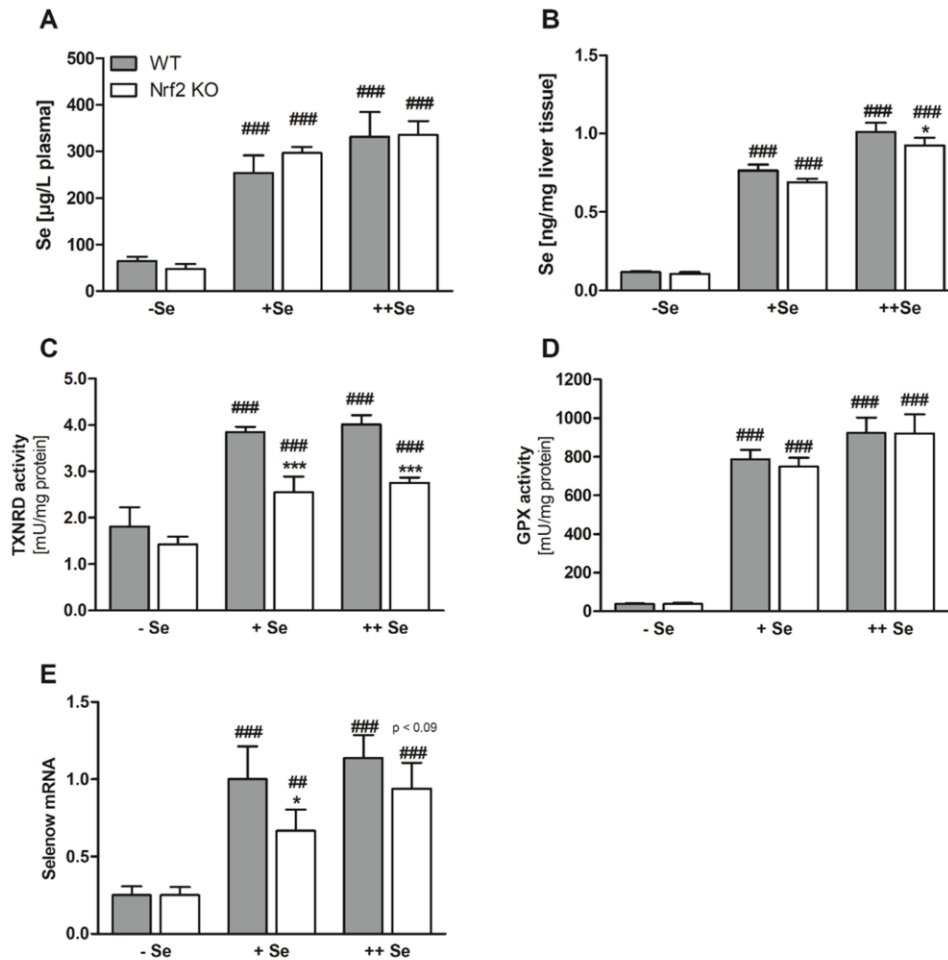 A
Se [µg/L plasma]
500
400
300
200
100
0
WT
Nrf2 KO
###
###
###
###
-Se
+Se
++Se
B
Se [ng/mg liver tissue]
1.5
1.0
0.5
0.0
###
###
###
###
*
-Se
+Se
++Se
C
TXNRD activity
[mU/mg protein]
5.0
4.0
3.0
2.0
1.0
0.0
###
###
***
###
###
***
- Se
+ Se
++ Se
D
GPX activity
[mU/mg protein]
1200
1000
800
600
400
200
0
###
###
###
###
- Se
+ Se
++ Se
E
Selenow mRNA
1.5
1.0
0.5
0.0
###
##
*
###
p < 0.09
###
- Se
+ Se
++ Se